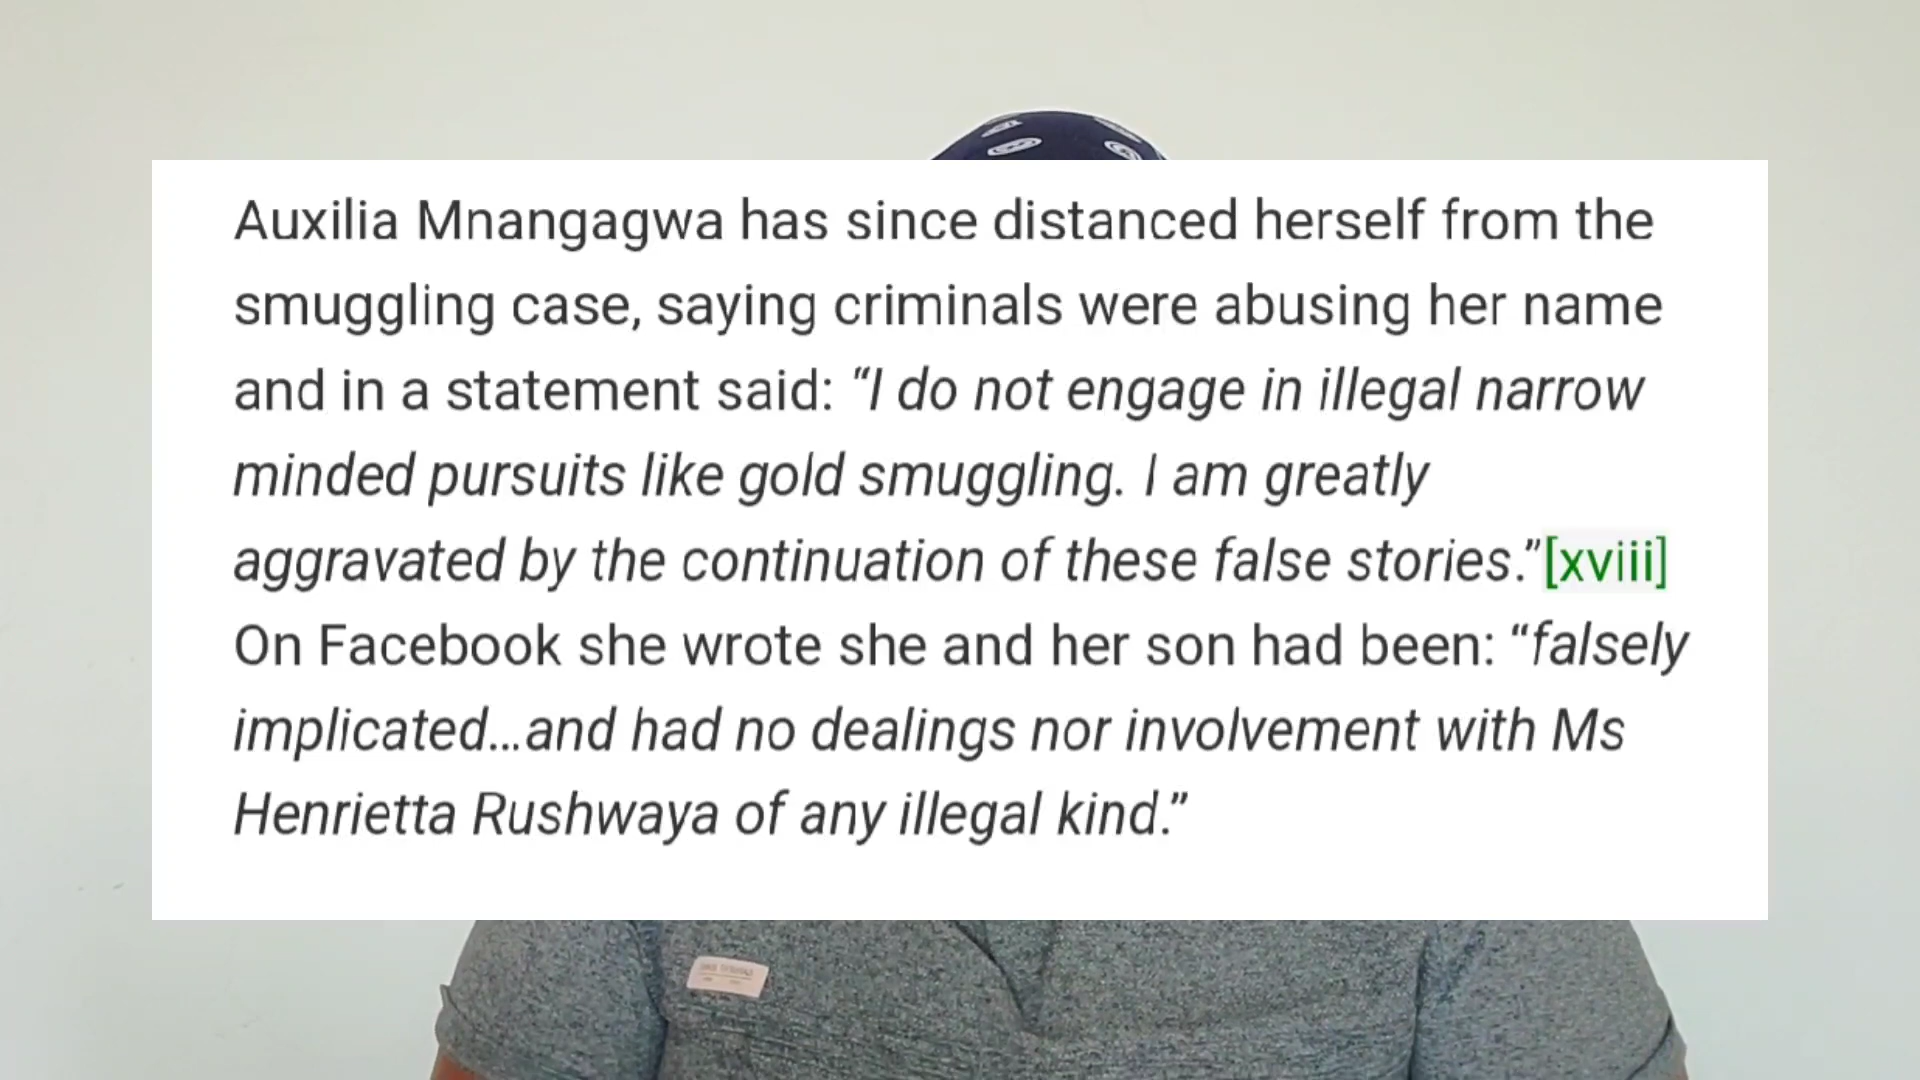 Auxilia Mnangagwa has since distanced herself from the
smuggling case, saying criminals were abusing her name
and in a statement said: “I do not engage in illegal narrow
minded pursuits like gold smuggling. I am greatly
aggravated by the continuation of these false stories.”[xviii]
On Facebook she wrote she and her son had been: “falsely
implicated...and had no dealings nor involvement with Ms
Henrietta Rushwaya of any illegal kind.”